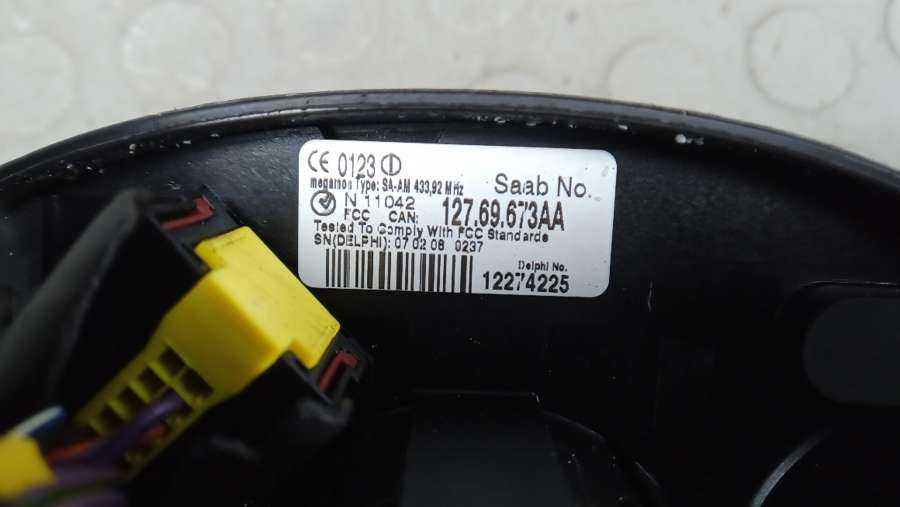 CE 0123
megamos Type: SA-AM 433,92 MHz
Saab No.
N 11042
FCC CAN: 127.69.673AA
Tested To Comply With FCC Standards
SN(DELPHI): 07 02 08 0237
Delphi No.
12274225